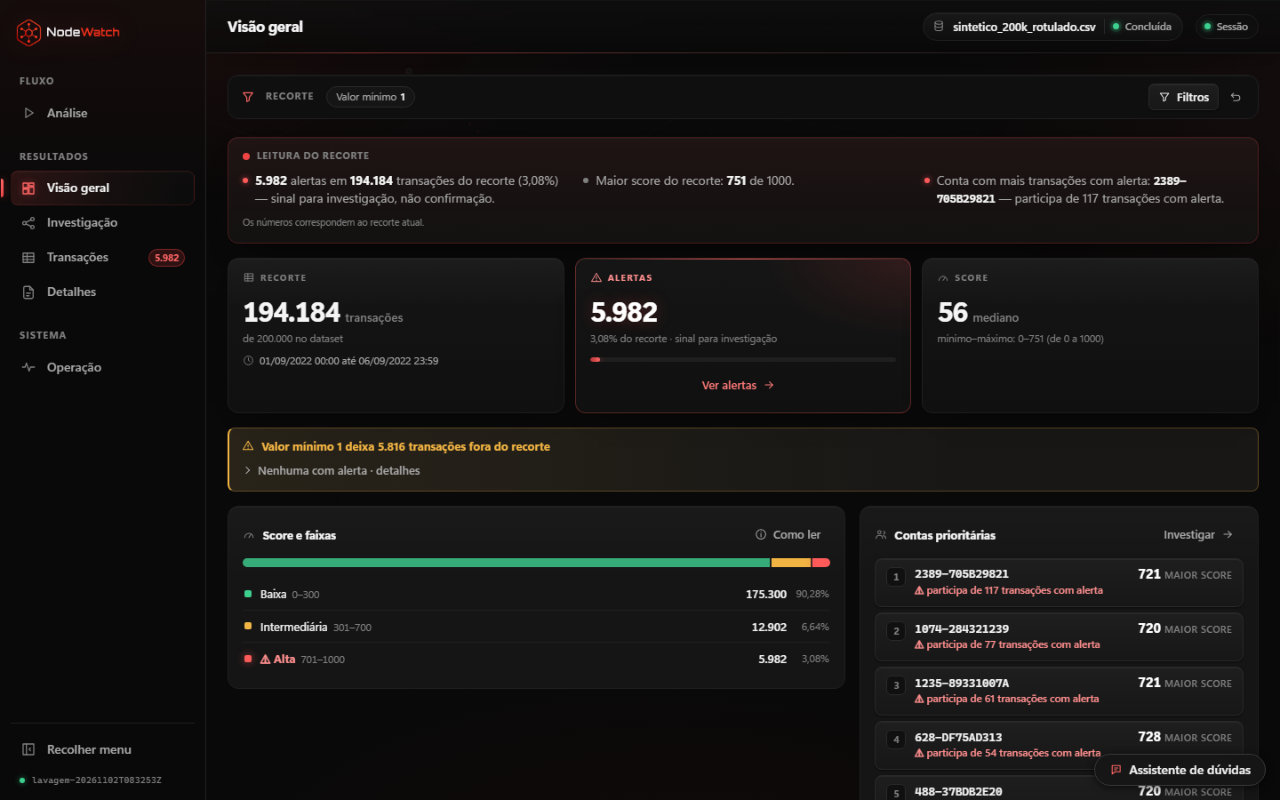 NodeWatch
FLUXO
Análise
RESULTADOS
Visão geral
Investigação
Transações 5.982
Detalhes
SISTEMA
Operação
Recolher menu
lavagem-20261102T083253Z
Visão geral
sintetico_200k_rotulado.csv Concluída Sessão
RECORTE Valor mínimo 1 Filtros
LEITURA DO RECORTE
5.982 alertas em 194.184 transações do recorte (3,08%)
— sinal para investigação, não confirmação.
Maior score do recorte: 751 de 1000.
Conta com mais transações com alerta: 2389-
705B29821 — participa de 117 transações com alerta.
Os números correspondem ao recorte atual.
RECORTE
194.184 transações
de 200.000 no dataset
01/09/2022 00:00 até 06/09/2022 23:59
ALERTAS
5.982
3,08% do recorte · sinal para investigação
Ver alertas →
SCORE
56 mediano
mínimo–máximo: 0–751 (de 0 a 1000)
Valor mínimo 1 deixa 5.816 transações fora do recorte
Nenhuma com alerta · detalhes
Score e faixas Como ler
Baixa 0–300 175.300 90,28%
Intermediária 301–700 12.902 6,64%
Alta 701–1000 5.982 3,08%
Contas prioritárias Investigar →
1 2389-705B29821 721 MAIOR SCORE
participa de 117 transações com alerta
2 1074-284321239 720 MAIOR SCORE
participa de 77 transações com alerta
3 1235-89331007A 721 MAIOR SCORE
participa de 61 transações com alerta
4 628-DF75AD313 728 MAIOR SCORE
participa de 54 transações com alerta
5 488-37BDB2E20 720 MAIOR SCORE
Assistente de dúvidas